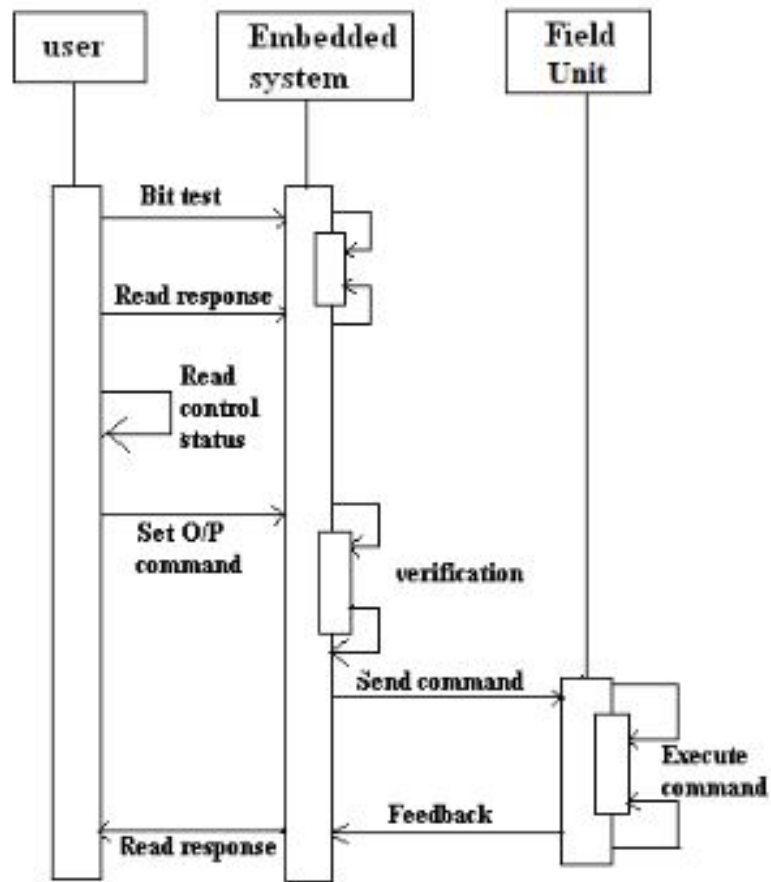 user
Embedded
system
Field
Unit
Bit test
Read response
Read
control
status
Set O/P
command
verification
Send command
Execute
command
Feedback
Read response